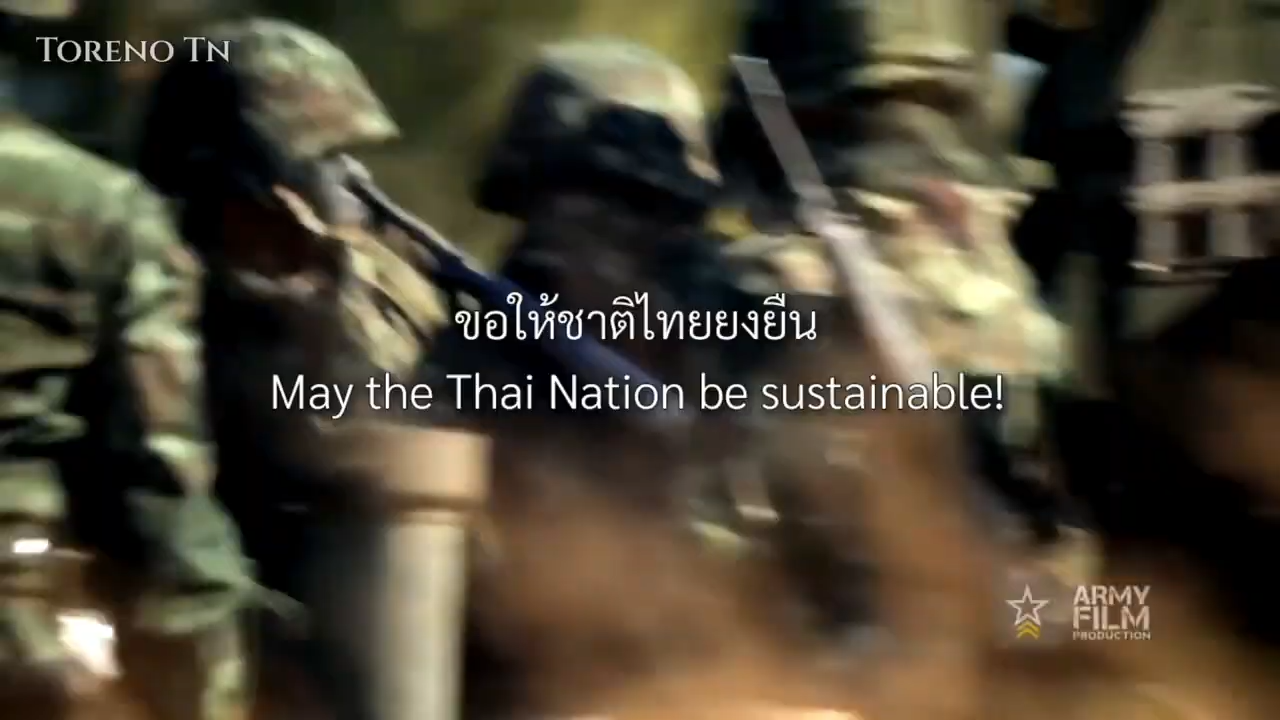 TORENO TN
ขอให้ชาติไทยยงยืน
May the Thai Nation be sustainable!
ARMY
FILM
PRODUCTION